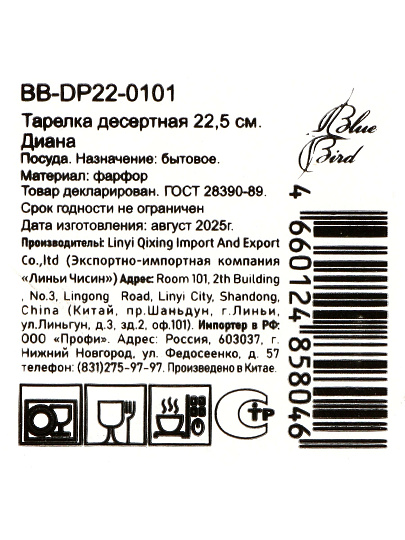 BB-DP22-0101
Тарелка десертная 22,5 см.
Диана
Посуда. Назначение: бытовое.
Материал: фарфор
Товар декларирован. ГОСТ 28390-89.
Срок годности не ограничен
Дата изготовления: август 2025г.
Производитель: Linyi Qixing Import And Export
Co.,ltd (Экспортно-импортная компания
«Линьи Чисин») Адрес: Room 101, 2th Building
, No.3, Lingong Road, Linyi City, Shandong,
China (Китай, пр.Шаньдун, г.Линьи,
ул.Линьгун, д.3, зд.2, оф.101). Импортер в РФ:
ООО «Профи». Адрес: Россия, 603037, г.
Нижний Новгород, ул. Федосеенко, д. 57
телефон: (831)275-97-97. Произведено в Китае.
Blue
Bird
4 660124 858046
С тр